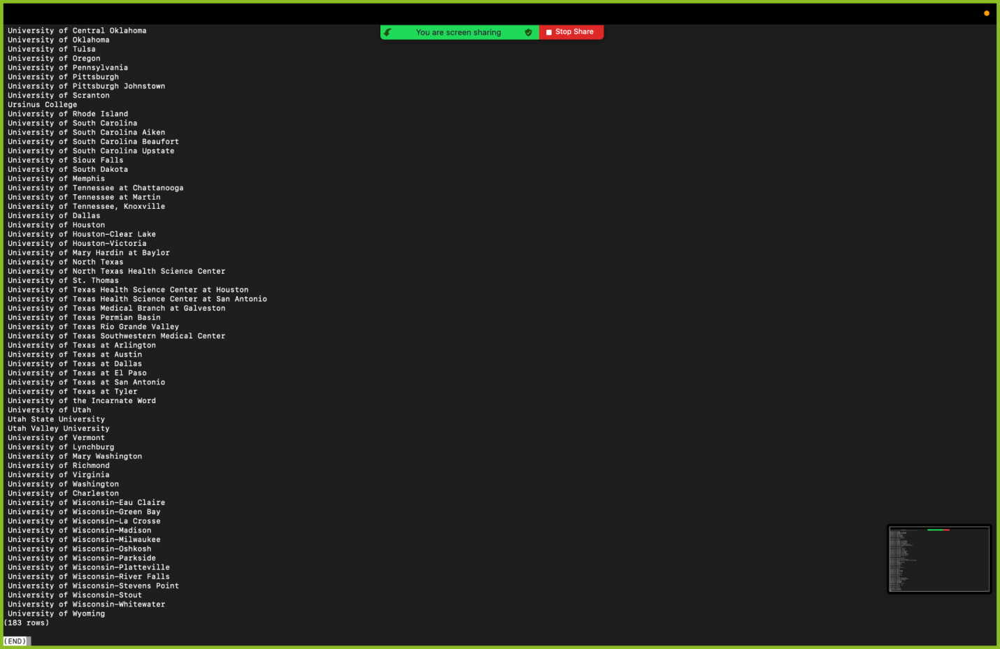 You are screen sharing
Stop Share
University of Central Oklahoma
University of Oklahoma
University of Tulsa
University of Oregon
University of Pennsylvania
University of Pittsburgh
University of Pittsburgh Johnstown
University of Scranton
Ursinus College
University of Rhode Island
University of South Carolina
University of South Carolina Aiken
University of South Carolina Beaufort
University of South Carolina Upstate
University of Sioux Falls
University of South Dakota
University of Memphis
University of Tennessee at Chattanooga
University of Tennessee at Martin
University of Tennessee, Knoxville
University of Dallas
University of Houston
University of Houston-Clear Lake
University of Houston-Victoria
University of Mary Hardin at Baylor
University of North Texas
University of North Texas Health Science Center
University of St. Thomas
University of Texas Health Science Center at Houston
University of Texas Health Science Center at San Antonio
University of Texas Medical Branch at Galveston
University of Texas Permian Basin
University of Texas Rio Grande Valley
University of Texas Southwestern Medical Center
University of Texas at Arlington
University of Texas at Austin
University of Texas at Dallas
University of Texas at El Paso
University of Texas at San Antonio
University of Texas at Tyler
University of the Incarnate Word
University of Utah
Utah State University
Utah Valley University
University of Vermont
University of Lynchburg
University of Mary Washington
University of Richmond
University of Virginia
University of Washington
University of Charleston
University of Wisconsin-Eau Claire
University of Wisconsin-Green Bay
University of Wisconsin-La Crosse
University of Wisconsin-Madison
University of Wisconsin-Milwaukee
University of Wisconsin-Oshkosh
University of Wisconsin-Parkside
University of Wisconsin-Platteville
University of Wisconsin-River Falls
University of Wisconsin-Stevens Point
University of Wisconsin-Stout
University of Wisconsin-Whitewater
University of Wyoming
(183 rows)
(END)